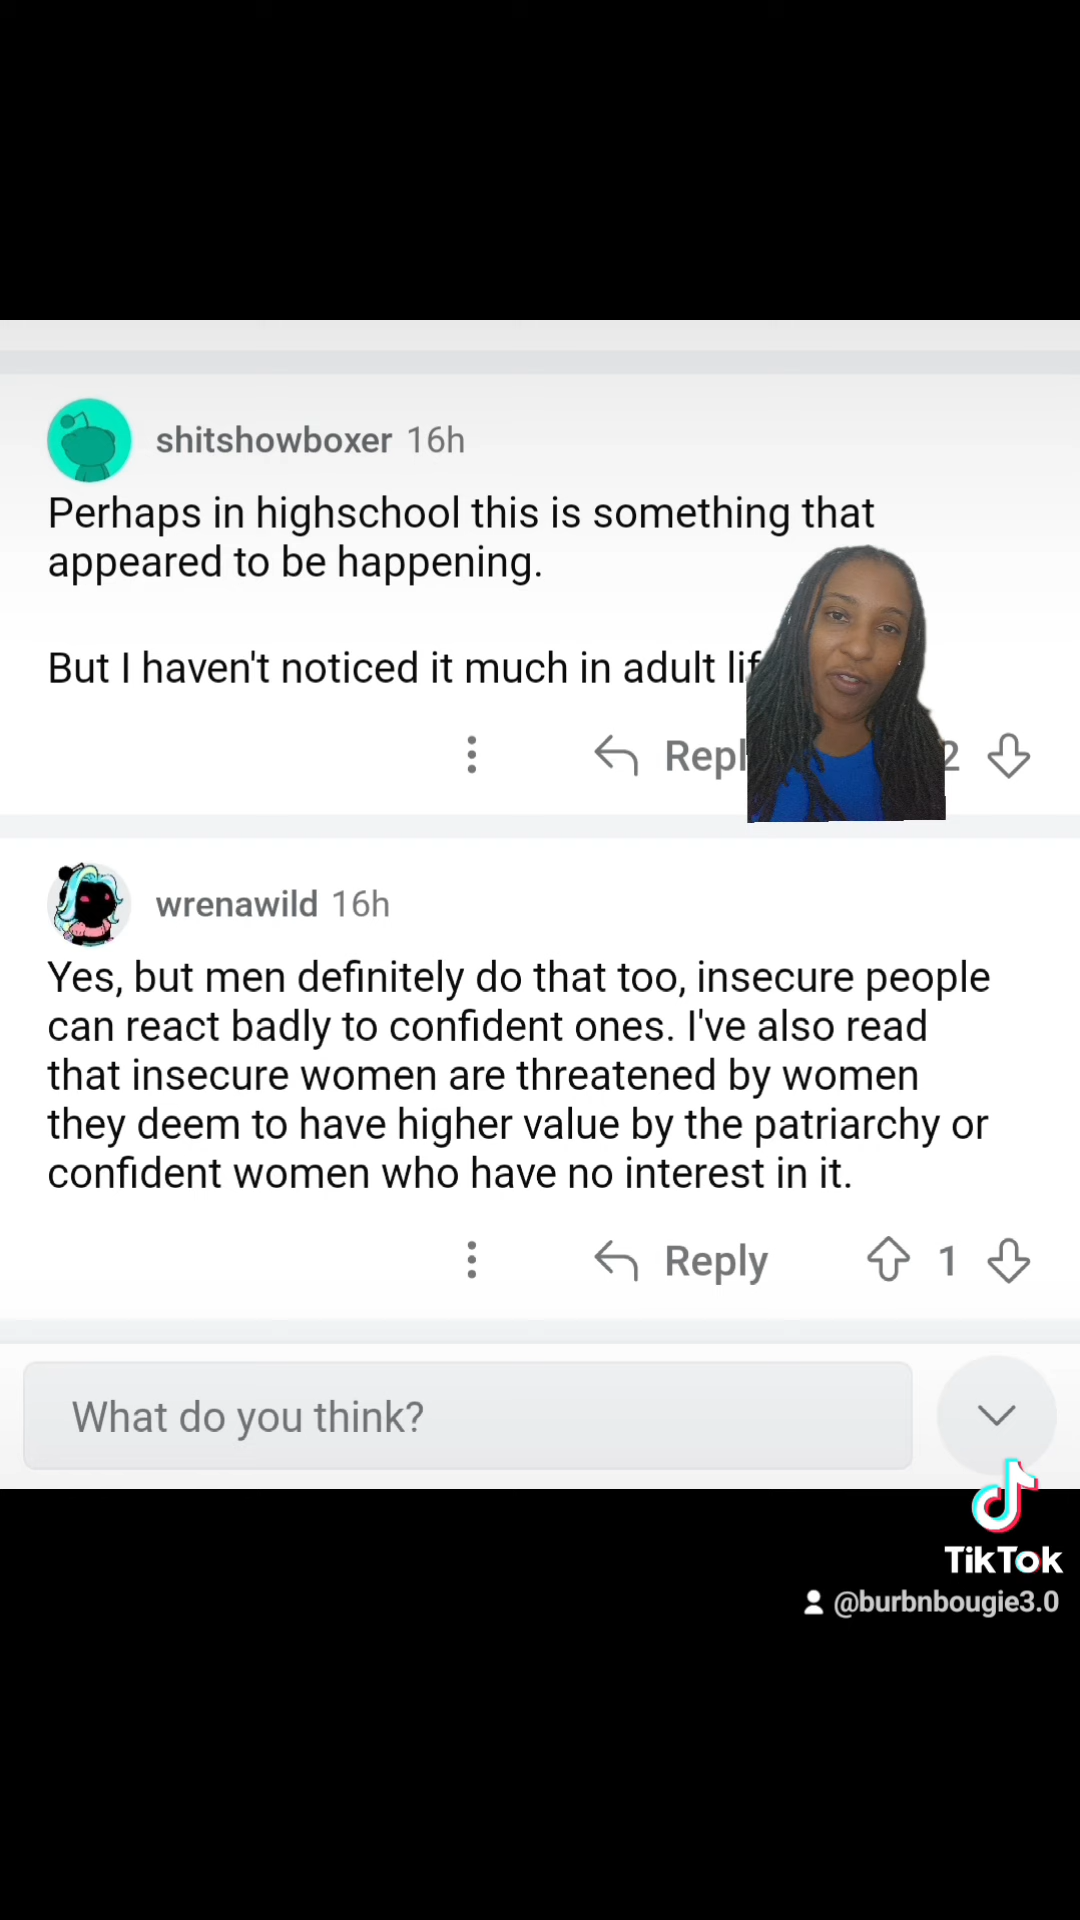 shitshowboxer 16h
Perhaps in highschool this is something that
appeared to be happening.
But I haven't noticed it much in adult
Reply
2
wrenawild 16h
Yes, but men definitely do that too, insecure people
can react badly to confident ones. I've also read
that insecure women are threatened by women
they deem to have higher value by the patriarchy or
confident women who have no interest in it.
Reply 1
What do you think?
TikTok
@burbnbougie3.0